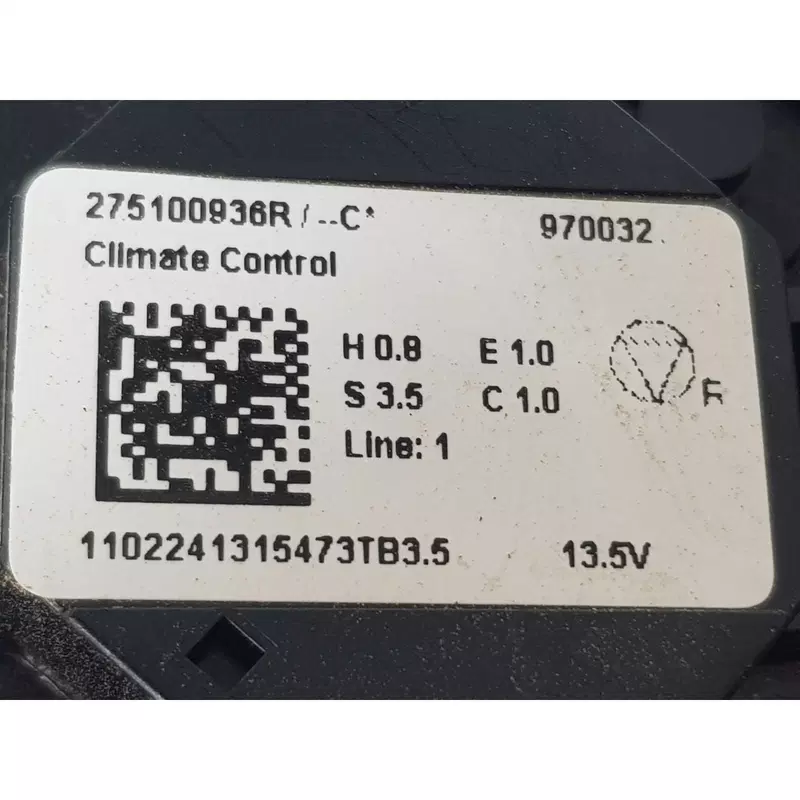 275100936R / --C*
970032
Climate Control
H 0.8 E 1.0
S 3.5 C 1.0
Line: 1
R
1102241315473TB3.5
13.5V